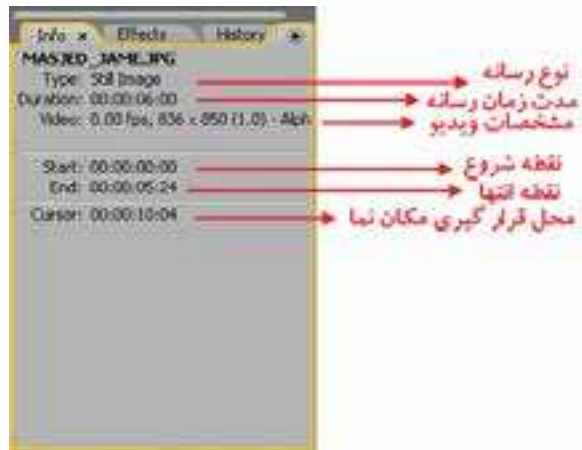 Info × Effects History
MASJED_JAME.JPG
Type: Still Image
Duration: 00:00:06:00
Video: 0.00 fps, 836 x 850 (1.0) - Alph
Start: 00:00:00:00
End: 00:00:05:24
Cursor: 00:00:10:04
نوع رسانه
مدت زمان رسانه
مشخصات ویدیو
نقطه شروع
نقطه انتها
محل قرار گیری مکان نما